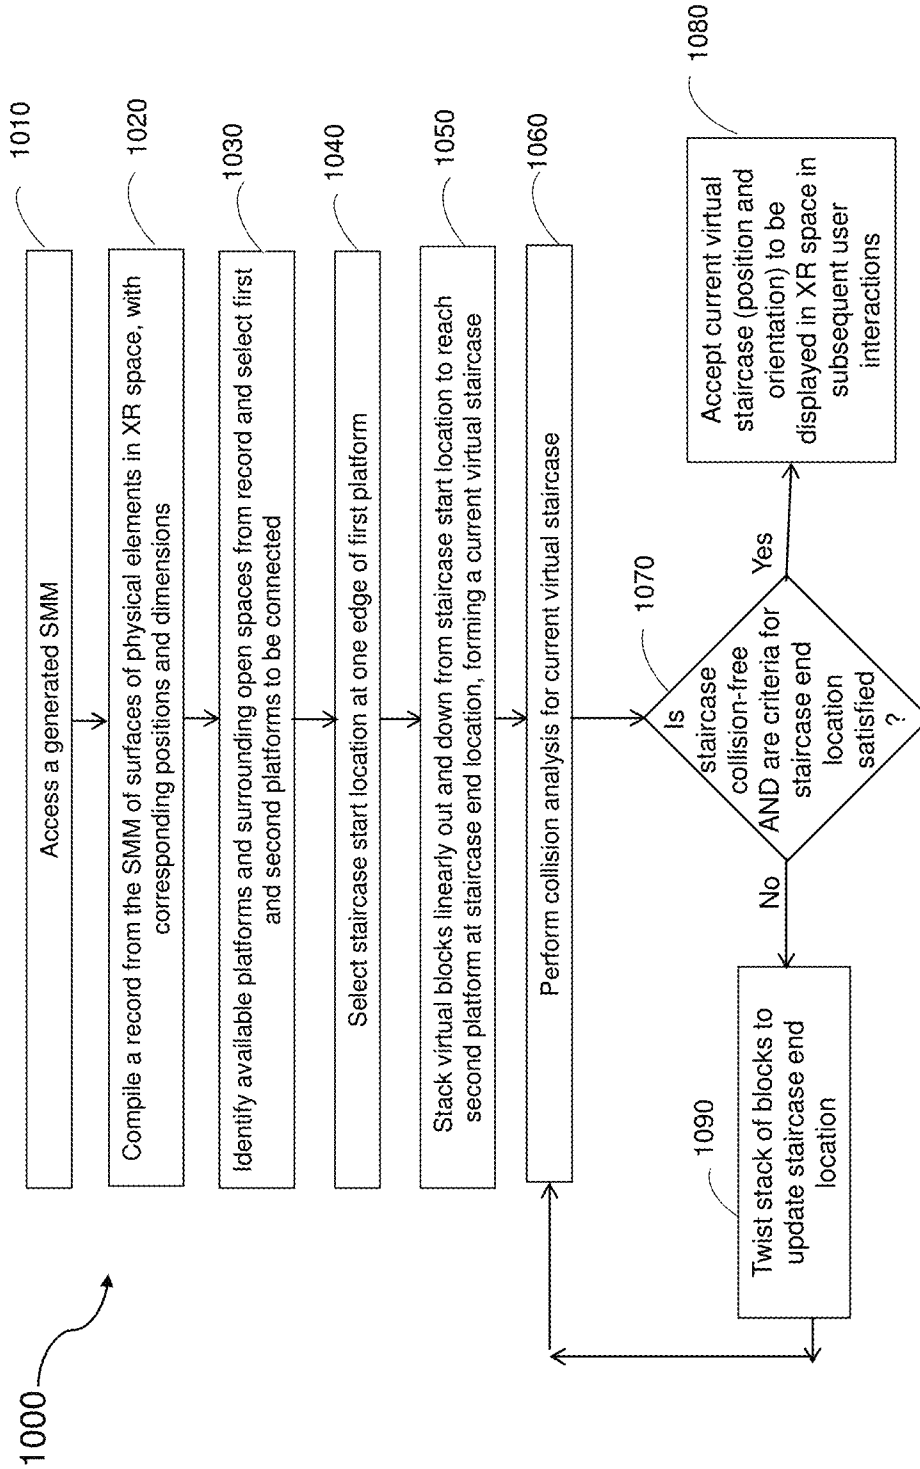 1000
1010
Access a generated SMM
1020
Compile a record from the SMM of surfaces of physical elements in XR space, with
corresponding positions and dimensions
1030
Identify available platforms and surrounding open spaces from record and select first
and second platforms to be connected
1040
Select staircase start location at one edge of first platform
1050
Stack virtual blocks linearly out and down from staircase start location to reach
second platform at staircase end location, forming a current virtual staircase
1060
Perform collision analysis for current virtual staircase
1070
Is
staircase
collision-free
AND are criteria for
staircase end
location
satisfied
?
No
Yes
1090
Twist stack of blocks to
update staircase end
location
1080
Accept current virtual
staircase (position and
orientation) to be
displayed in XR space in
subsequent user
interactions